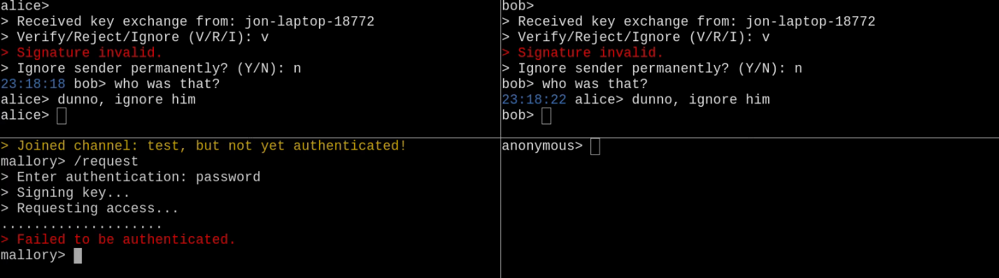 alice>
> Received key exchange from: jon-laptop-18772
> Verify/Reject/Ignore (V/R/I): v
> Signature invalid.
> Ignore sender permanently? (Y/N): n
23:18:18 bob> who was that?
alice> dunno, ignore him
alice>
bob>
> Received key exchange from: jon-laptop-18772
> Verify/Reject/Ignore (V/R/I): v
> Signature invalid.
> Ignore sender permanently? (Y/N): n
bob> who was that?
23:18:22 alice> dunno, ignore him
bob>
> Joined channel: test, but not yet authenticated!
mallory> /request
> Enter authentication: password
> Signing key...
> Requesting access...
....................
> Failed to be authenticated.
mallory>
anonymous>